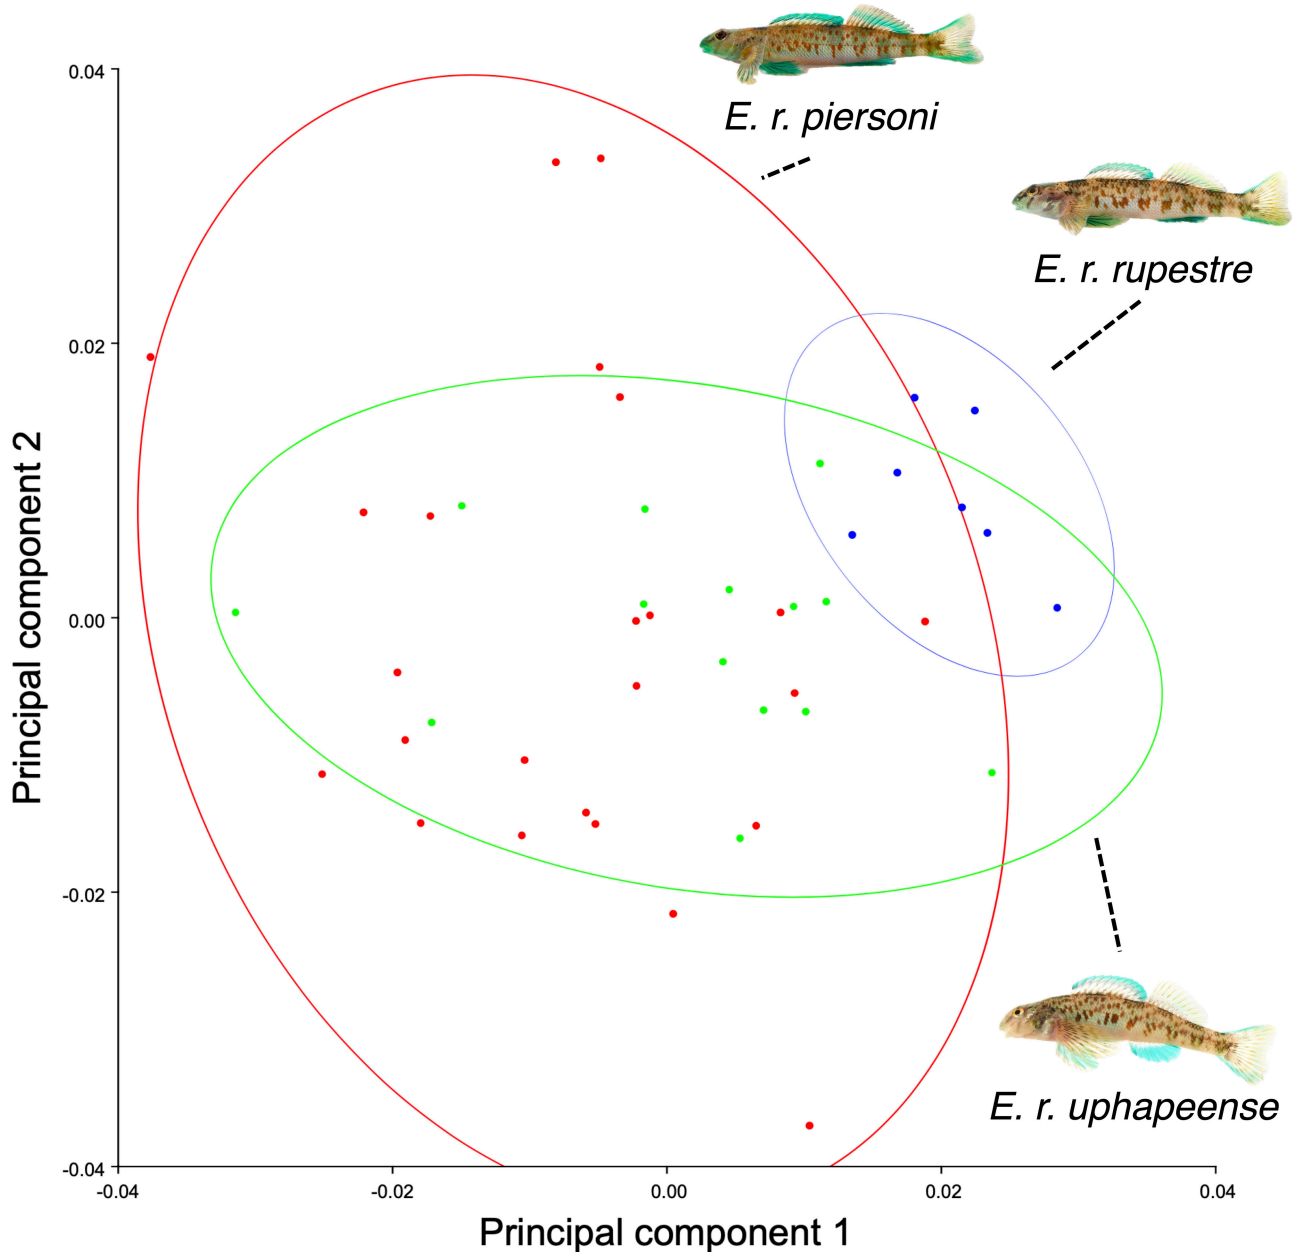 E. r. piersoni
E. r. rupestre
E. r. uphapeense
0.04
0.02
0.00
-0.02
-0.04
Principal component 2
-0.04
-0.02
0.00
0.02
0.04
Principal component 1